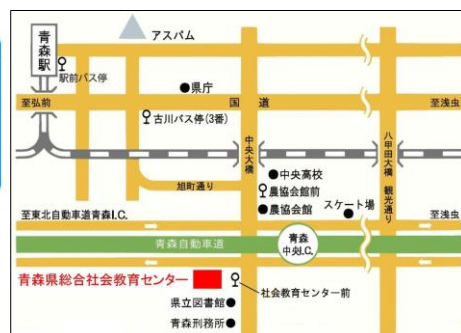 アスパム
青森駅
駅前バス停
県庁
至弘前
国道
至浅虫
古川バス停(3番)
中央大橋
八甲田大橋 観光通り
中央高校
旭町通り
農協会館前
スケート場
農協会館
至東北自動車道青森I.C.
至浅虫
青森自動車道
青森中央I.C.
青森県総合社会教育センター
社会教育センター前
県立図書館
青森刑務所